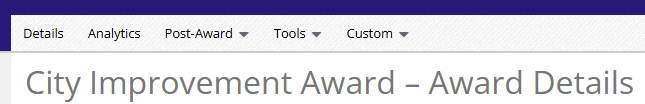 Details Analytics Post-Award Tools Custom
City Improvement Award – Award Details